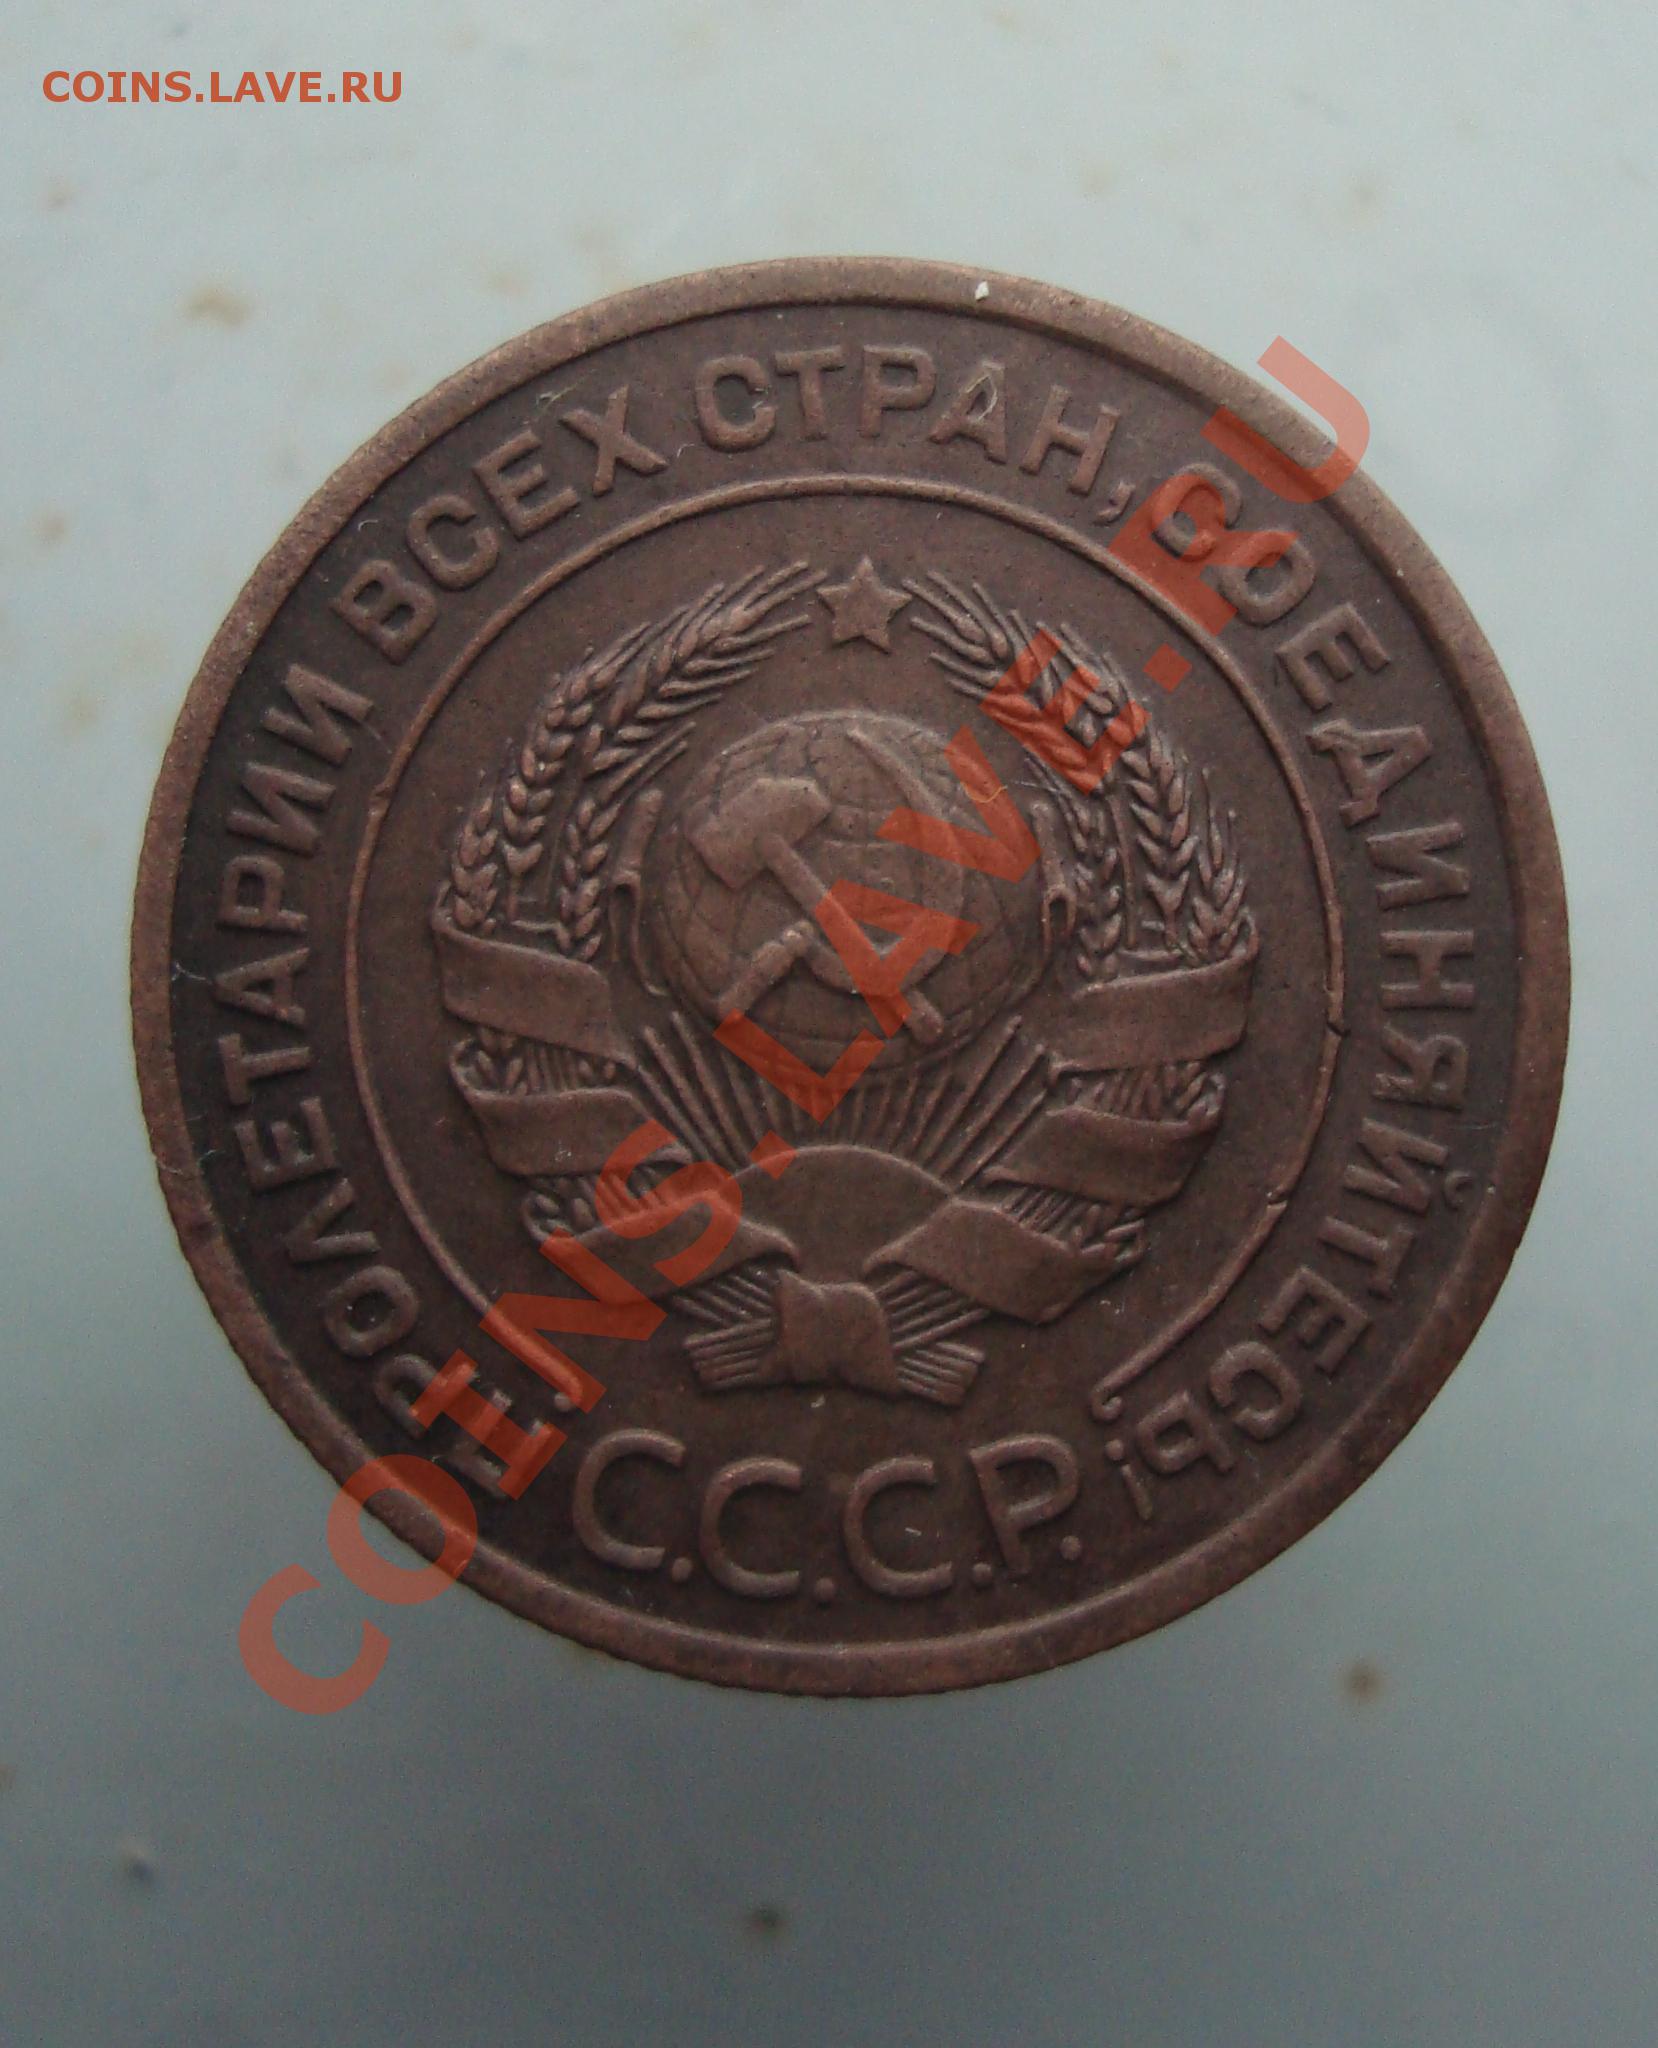 COINS.LAVE.RU
ПРОЛЕТАРИИ ВСЕХ СТРАН, СОЕДИНЯЙТЕСЬ!
С.С.С.Р.
COINS.LAVE.RU